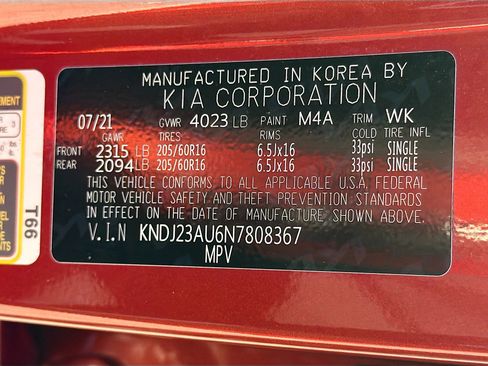 MANUFACTURED IN KOREA BY
KIA CORPORATION
07/21 GVWR 4023 LB PAINT M4A TRIM WK
GAWR TIRES RIMS COLD TIRE INFL
FRONT 2315 LB 205/60R16 6.5Jx16 33psi SINGLE
REAR 2094 LB 205/60R16 6.5Jx16 33psi SINGLE
THIS VEHICLE CONFORMS TO ALL APPLICABLE U.S.A. FEDERAL
MOTOR VEHICLE SAFETY AND THEFT PREVENTION STANDARDS
IN EFFECT ON THE DATE OF MANUFACTURE SHOWN ABOVE.
V.I.N KNDJ23AU6N7808367
MPV
T66